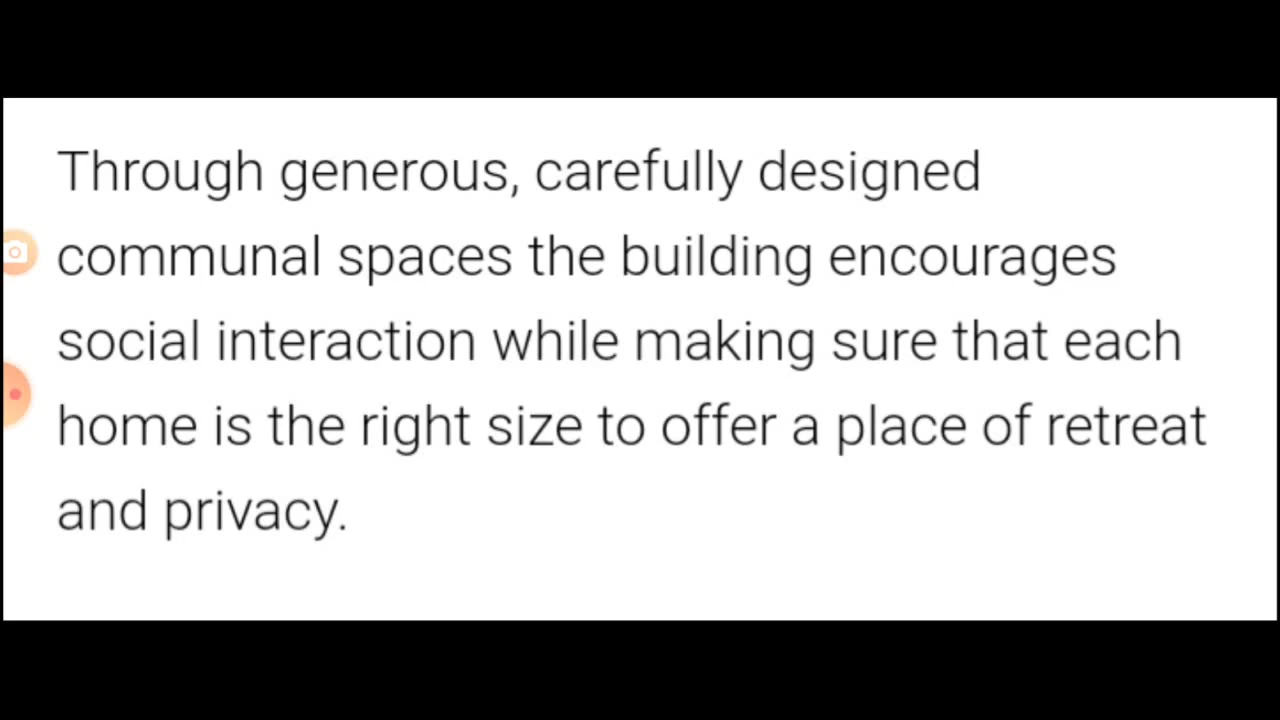 Through generous, carefully designed
communal spaces the building encourages
social interaction while making sure that each
home is the right size to offer a place of retreat
and privacy.